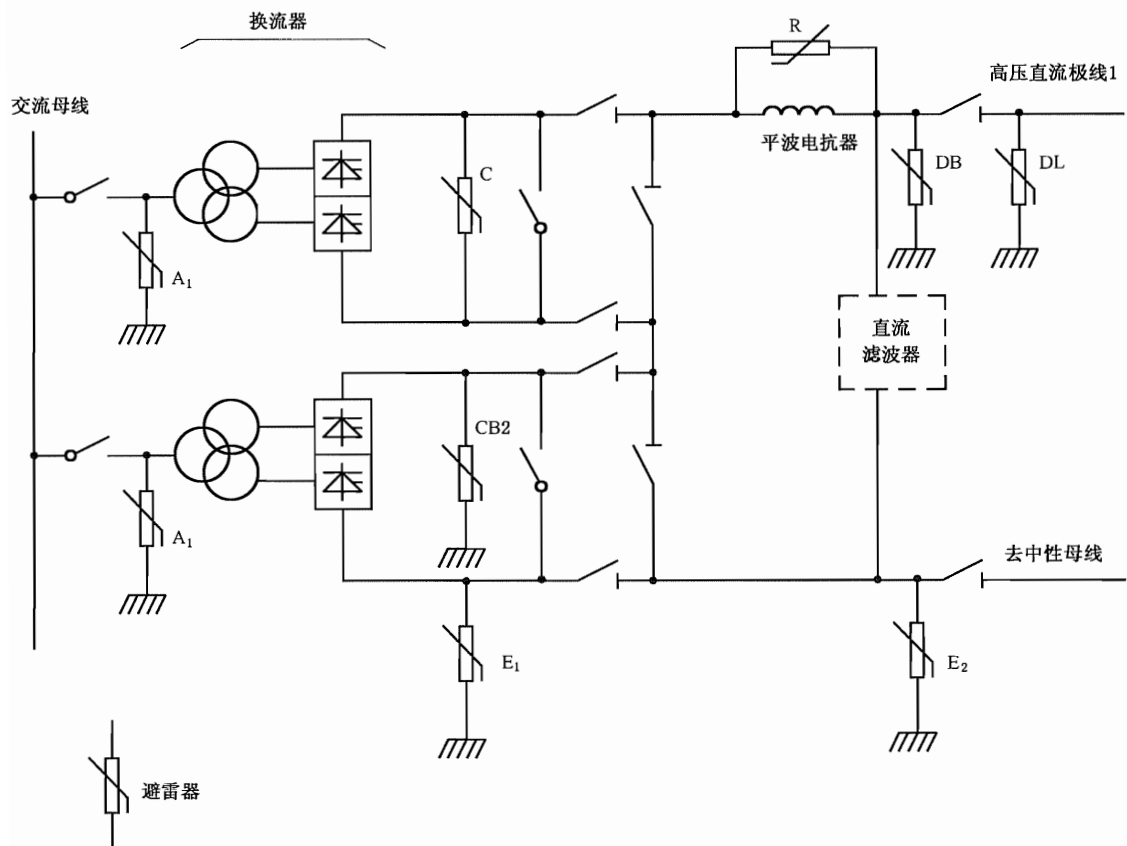 换流器
R
高压直流极线1
交流母线
平波电抗器
C
DB
DL
A₁
直流
滤波器
CB2
A₁
去中性母线
E₁
E₂
避雷器